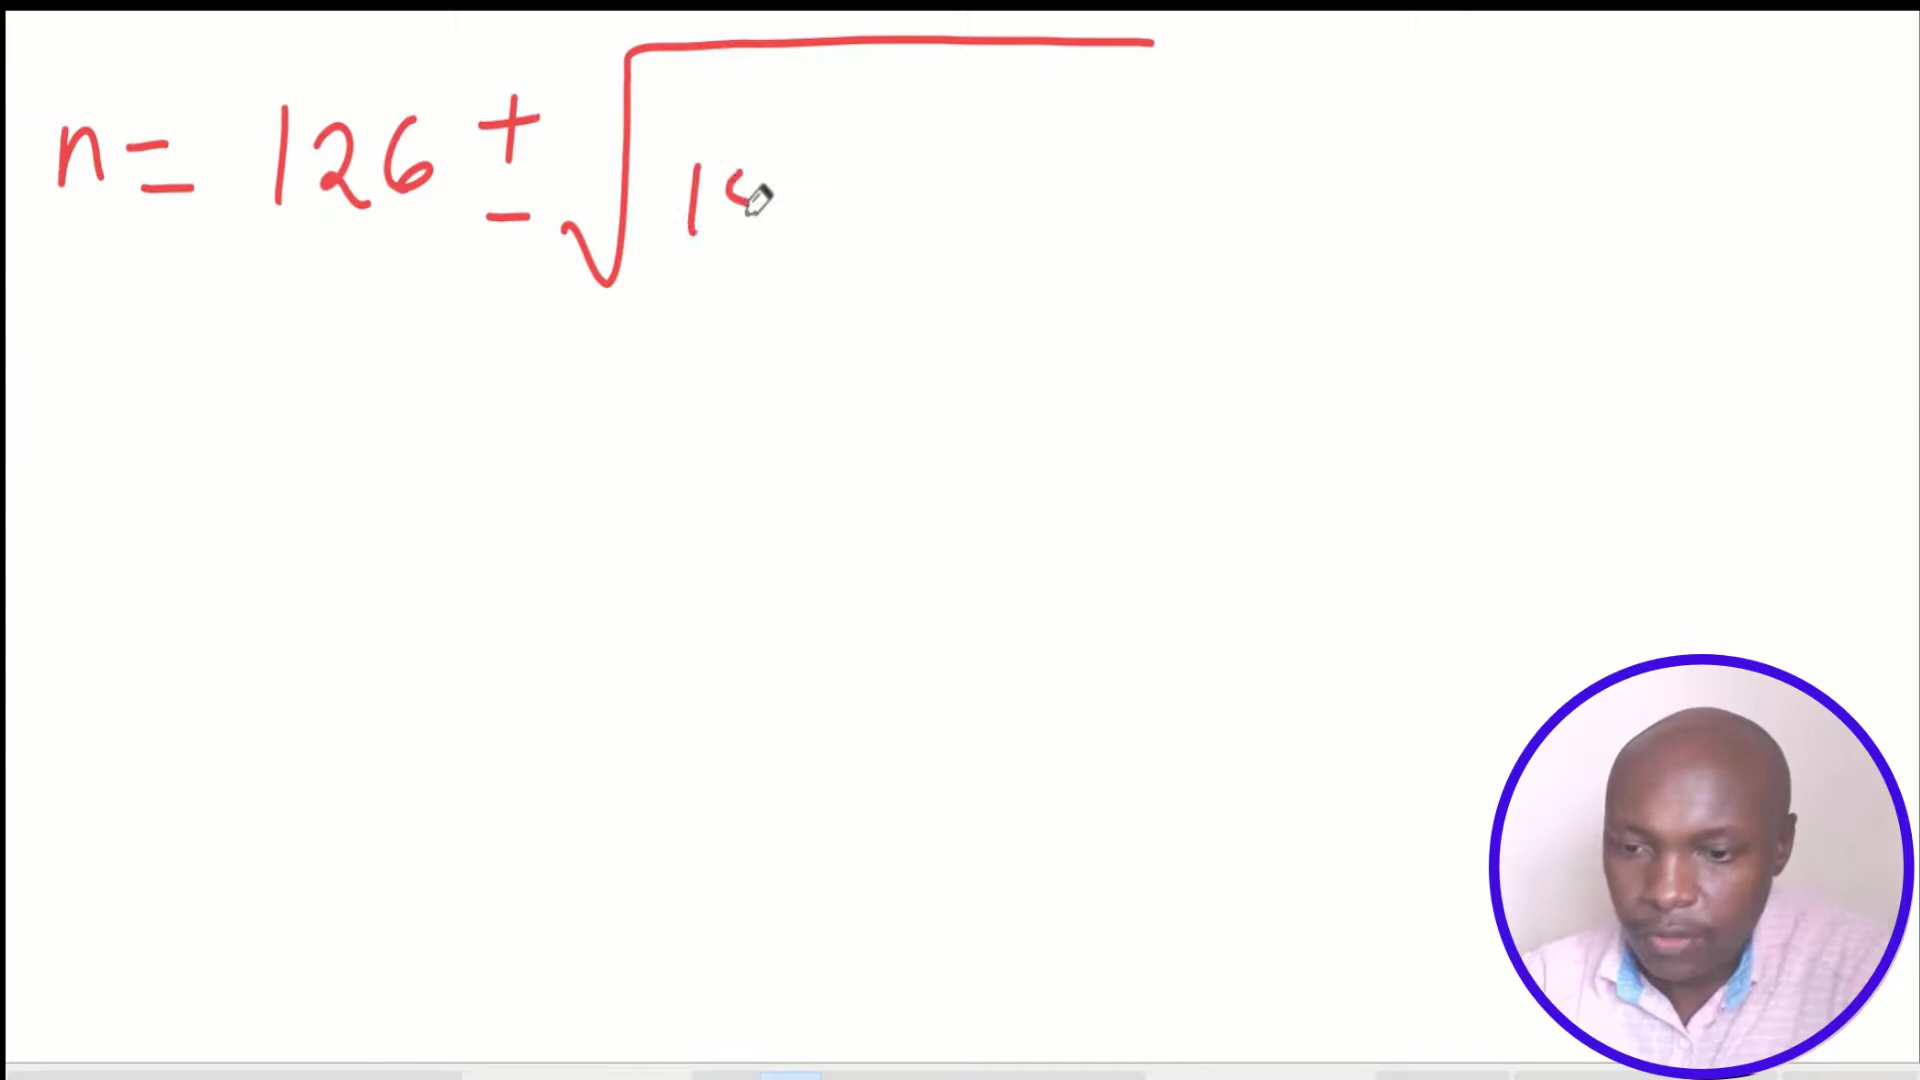 n = 126 ± √1